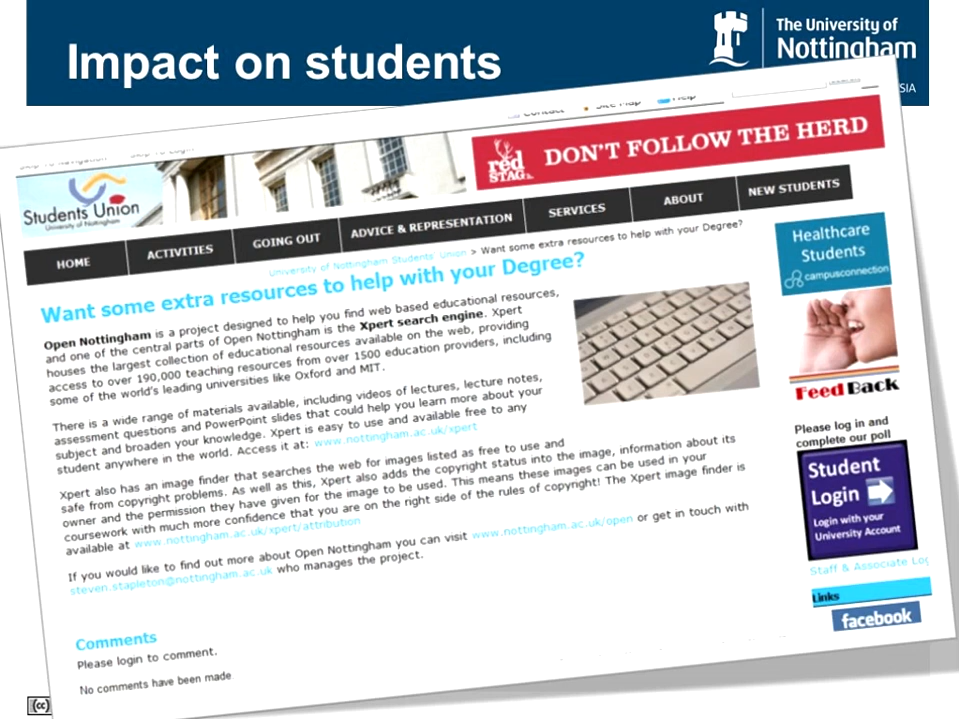 Impact on students
The University of
Nottingham
SIA
Contact Site Map Help
Skip To Navigation Skip To Login
red
STAG
DON'T FOLLOW THE HERD
Students Union
University of Nottingham
HOME ACTIVITIES GOING OUT ADVICE & REPRESENTATION SERVICES ABOUT NEW STUDENTS
University of Nottingham Students' Union > Want some extra resources to help with your Degree?
Want some extra resources to help with your Degree?
Open Nottingham is a project designed to help you find web based educational resources,
and one of the central parts of Open Nottingham is the Xpert search engine. Xpert
houses the largest collection of educational resources available on the web, providing
access to over 190,000 teaching resources from over 1500 education providers, including
some of the world's leading universities like Oxford and MIT.
There is a wide range of materials available, including videos of lectures, lecture notes,
assessment questions and PowerPoint slides that could help you learn more about your
subject and broaden your knowledge. Xpert is easy to use and available free to any
student anywhere in the world. Access it at: www.nottingham.ac.uk/xpert
Xpert also has an image finder that searches the web for images listed as free to use and
safe from copyright problems. As well as this, Xpert also adds the copyright status into the image, information about its
owner and the permission they have given for the image to be used. This means these images can be used in your
coursework with much more confidence that you are on the right side of the rules of copyright! The Xpert image finder is
available at www.nottingham.ac.uk/xpert/attribution
If you would like to find out more about Open Nottingham you can visit www.nottingham.ac.uk/open or get in touch with
steven.stapleton@nottingham.ac.uk who manages the project.
Comments
Please login to comment.
No comments have been made
Healthcare
Students
campusconnection
Feed Back
Please log in and
complete our poll
Student
Login
Login with your
University Account
Staff & Associate Log
Links
facebook
cc